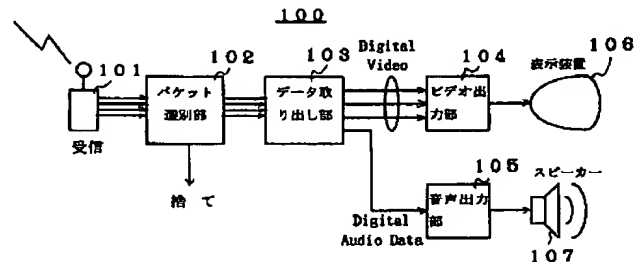 100
101
受信
102
パケット
選別部
捨て
103
データ取
り出し部
Digital
Video
104
ビデオ出
力部
106
表示装置
105
音声出力
部
Digital
Audio Data
スピーカー
107